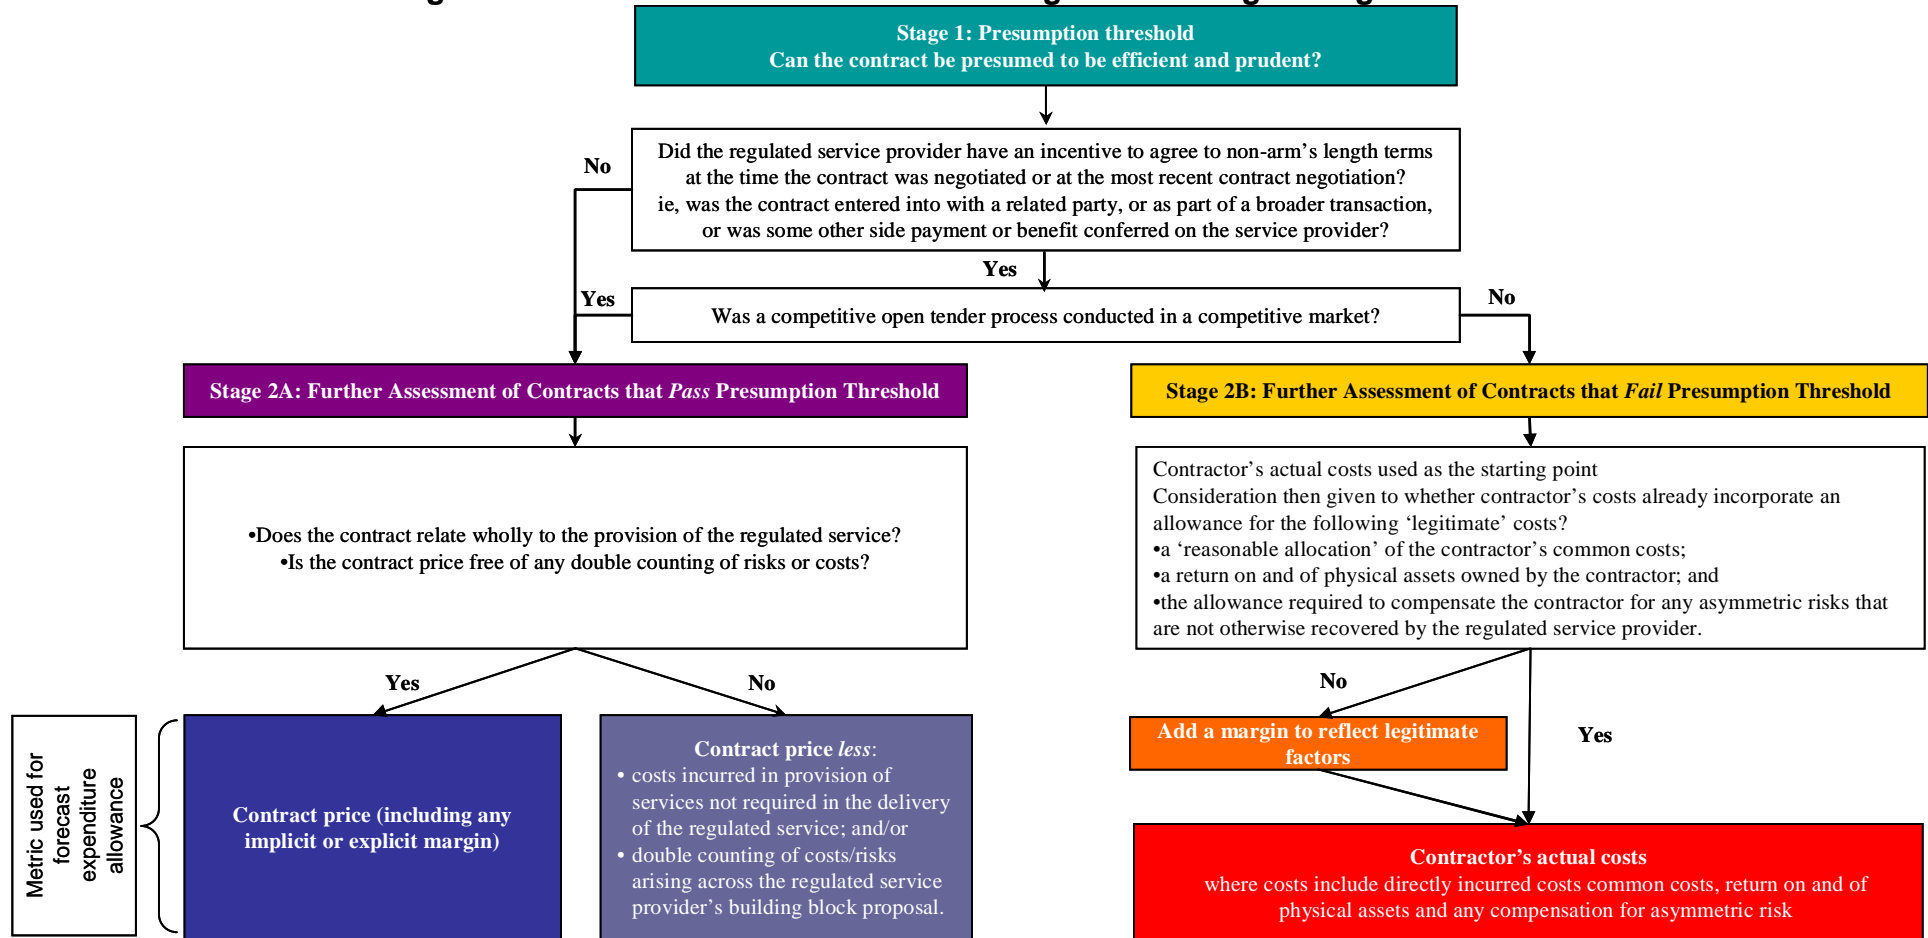 Stage 1: Presumption threshold
Can the contract be presumed to be efficient and prudent?
Did the regulated service provider have an incentive to agree to non-arm's length terms
at the time the contract was negotiated or at the most recent contract negotiation?
ie, was the contract entered into with a related party, or as part of a broader transaction,
or was some other side payment or benefit conferred on the service provider?
No
Yes
Was a competitive open tender process conducted in a competitive market?
Yes
No
Stage 2A: Further Assessment of Contracts that Pass Presumption Threshold
Stage 2B: Further Assessment of Contracts that Fail Presumption Threshold
•Does the contract relate wholly to the provision of the regulated service?
•Is the contract price free of any double counting of risks or costs?
Contractor's actual costs used as the starting point
Consideration then given to whether contractor's costs already incorporate an
allowance for the following ‘legitimate’ costs?
•a ‘reasonable allocation’ of the contractor's common costs;
•a return on and of physical assets owned by the contractor; and
•the allowance required to compensate the contractor for any asymmetric risks that
are not otherwise recovered by the regulated service provider.
Yes
No
No
Yes
Metric used for
forecast
expenditure
allowance
Contract price (including any
implicit or explicit margin)
Contract price less:
• costs incurred in provision of
services not required in the delivery
of the regulated service; and/or
• double counting of costs/risks
arising across the regulated service
provider's building block proposal.
Add a margin to reflect legitimate
factors
Contractor's actual costs
where costs include directly incurred costs common costs, return on and of
physical assets and any compensation for asymmetric risk